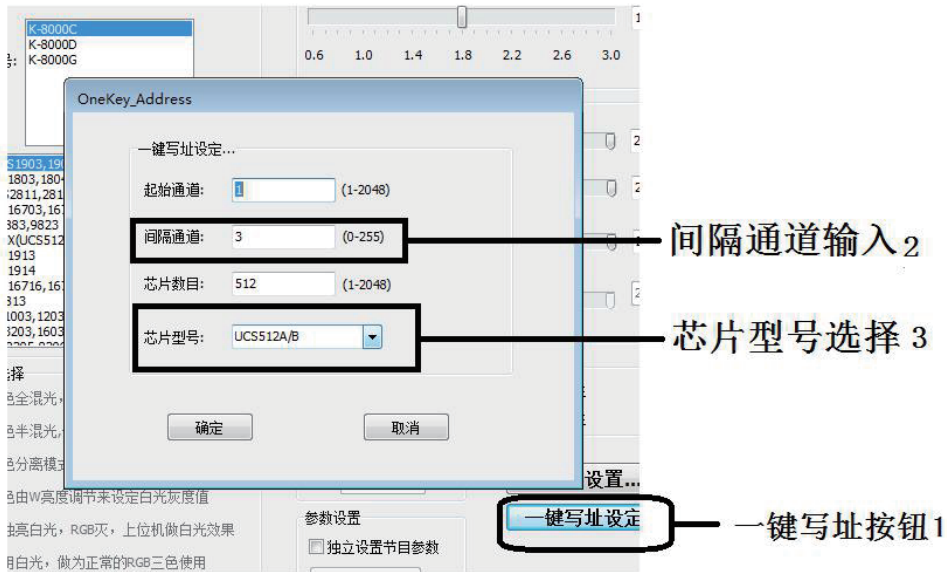 K-8000C
K-8000D
号: K-8000G
0.6 1.0 1.4 1.8 2.2 2.6 3.0
OneKey_Address
一键写址设定...
起始通道: 1 (1-2048)
间隔通道: 3 (0-255)
芯片数目: 512 (1-2048)
芯片型号: UCS512A/B
确定 取消
S1903,190
1803,180
2811,281
16703,167
883,9823
X(UCS512
1913
1914
16716,16
813
1003,1203
3203,1603
择
色全混光，
色半混光，
色分离模
色由W亮度调节来设定白光灰度值
独亮白光，RGB灭，上位机做白光效果
用白光，做为正常的RGB三色使用
参数设置
独立设置节目参数
设置...
一键写址设定
间隔通道输入2
芯片型号选择 3
一键写址按钮1